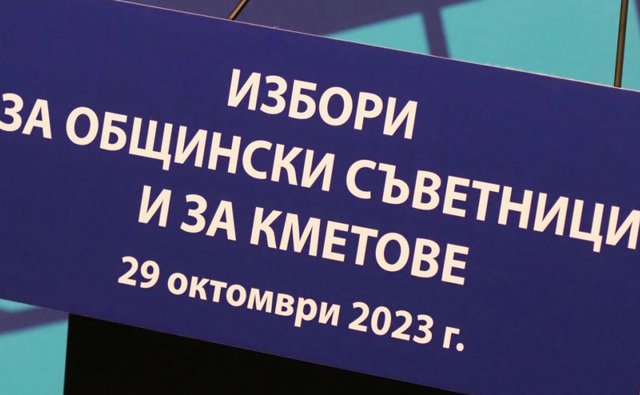 ИЗБОРИ
ЗА ОБЩИНСКИ СЪВЕТНИЦИ
И ЗА КМЕТОВЕ
29 октомври 2023 г.